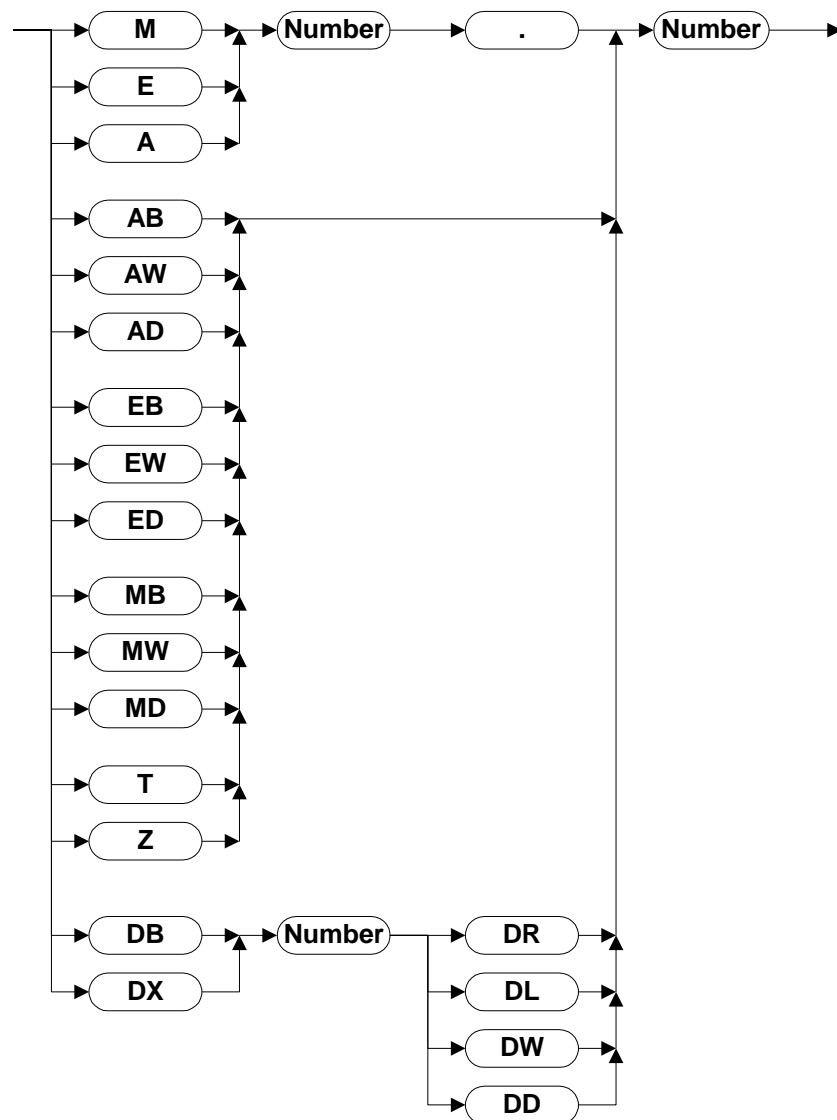 M Number . Number
E
A
AB
AW
AD
EB
EW
ED
MB
MW
MD
T
Z
DB Number DR
DX DL
DW
DD